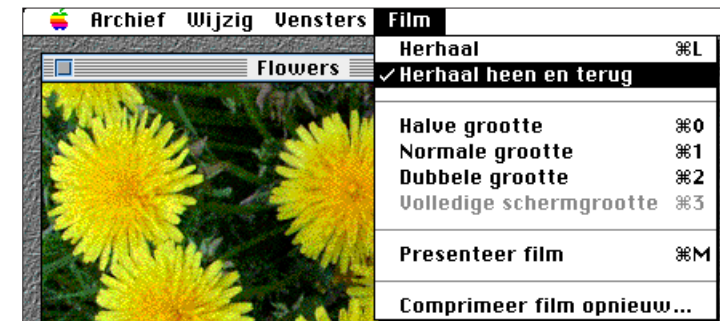 Archief Wijzig Vensters Film
Flowers
Herhaal ⌘L
✓ Herhaal heen en terug
Halve grootte ⌘0
Normale grootte ⌘1
Dubbele grootte ⌘2
Volledige schermgrootte ⌘3
Presenteer film ⌘M
Comprimeer film opnieuw...